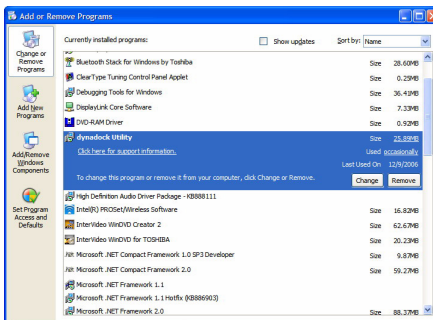 Add or Remove Programs
Change or Remove Programs
Add New Programs
Add/Remove Windows Components
Set Program Access and Defaults
Currently installed programs:
Show updates
Sort by: Name
Bluetooth Stack for Windows by Toshiba Size 28.60MB
ClearType Tuning Control Panel Applet Size 0.25MB
Debugging Tools for Windows Size 36.41MB
DisplayLink Core Software Size 7.33MB
DVD-RAM Driver Size 0.92MB
dynadock Utility Size 25.89MB
Click here for support information. Used occasionally
Last Used On 12/9/2006
To change this program or remove it from your computer, click Change or Remove. Change Remove
High Definition Audio Driver Package - KB888111
Intel(R) PROSet/Wireless Software Size 16.82MB
InterVideo WinDVD Creator 2 Size 62.67MB
InterVideo WinDVD for TOSHIBA Size 20.23MB
Microsoft .NET Compact Framework 1.0 SP3 Developer Size 9.87MB
Microsoft .NET Compact Framework 2.0 Size 59.27MB
Microsoft .NET Framework 1.1
Microsoft .NET Framework 1.1 Hotfix (KB886903)
Microsoft .NET Framework 2.0 Size 88.37MB